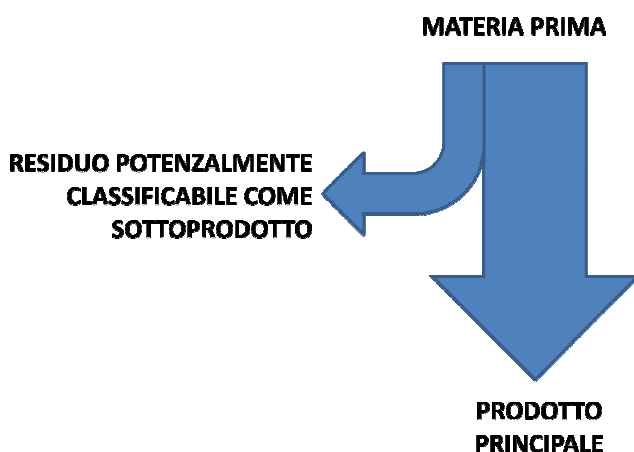 MATERIA PRIMA
RESIDUO POTENZALMENTE
CLASSIFICABILE COME
SOTTOPRODOTTO
PRODOTTO
PRINCIPALE